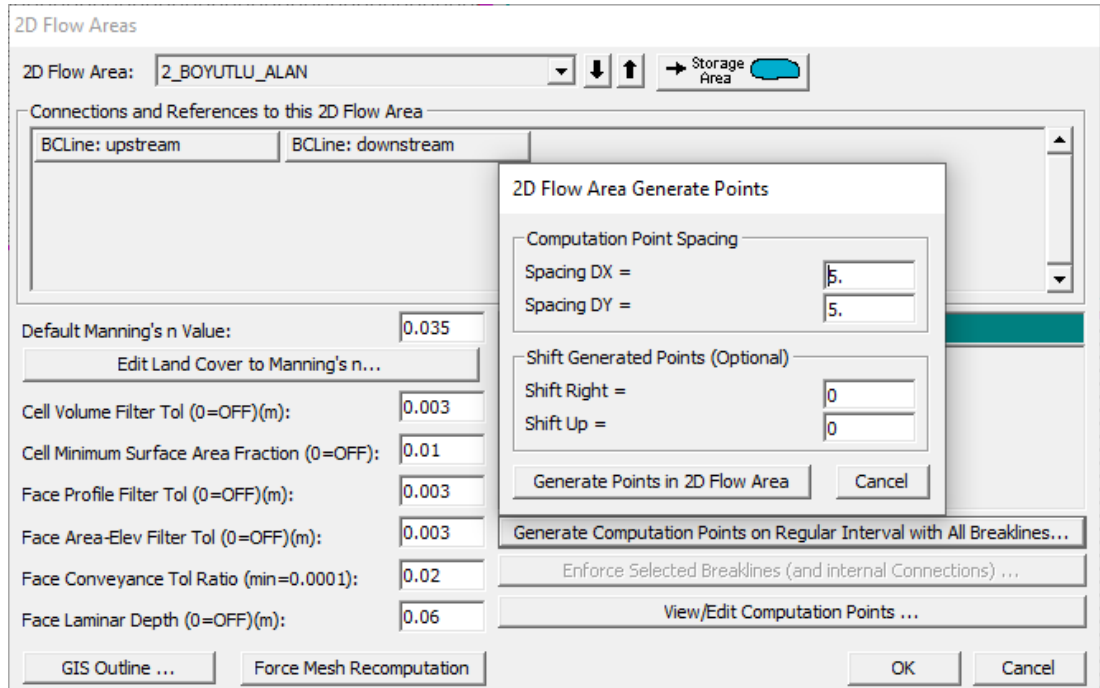 2D Flow Areas
2D Flow Area: 2_BOYUTLU_ALAN
Storage Area
Connections and References to this 2D Flow Area
BCLine: upstream BCLine: downstream
Default Manning's n Value: 0.035
Edit Land Cover to Manning's n...
Cell Volume Filter Tol (0=OFF)(m): 0.003
Cell Minimum Surface Area Fraction (0=OFF): 0.01
Face Profile Filter Tol (0=OFF)(m): 0.003
Face Area-Elev Filter Tol (0=OFF)(m): 0.003
Face Conveyance Tol Ratio (min=0.0001): 0.02
Face Laminar Depth (0=OFF)(m): 0.06
2D Flow Area Generate Points
Computation Point Spacing
Spacing DX = 5.
Spacing DY = 5.
Shift Generated Points (Optional)
Shift Right = 0
Shift Up = 0
Generate Points in 2D Flow Area Cancel
Generate Computation Points on Regular Interval with All Breaklines...
Enforce Selected Breaklines (and internal Connections) ...
View/Edit Computation Points ...
GIS Outline ... Force Mesh Recomputation OK Cancel